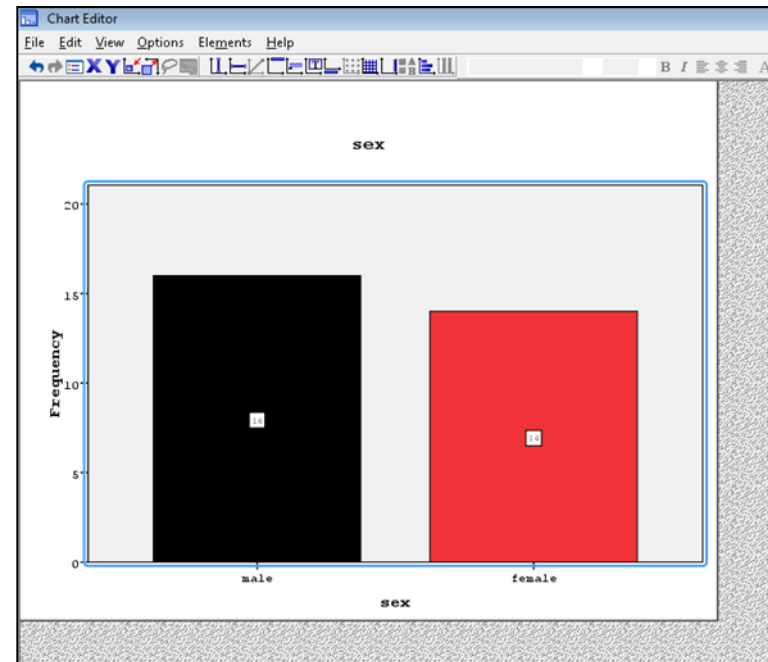 Chart Editor
File Edit View Options Elements Help
B I
sex
20
15
Frequency
10
5
0
16
14
male female
sex